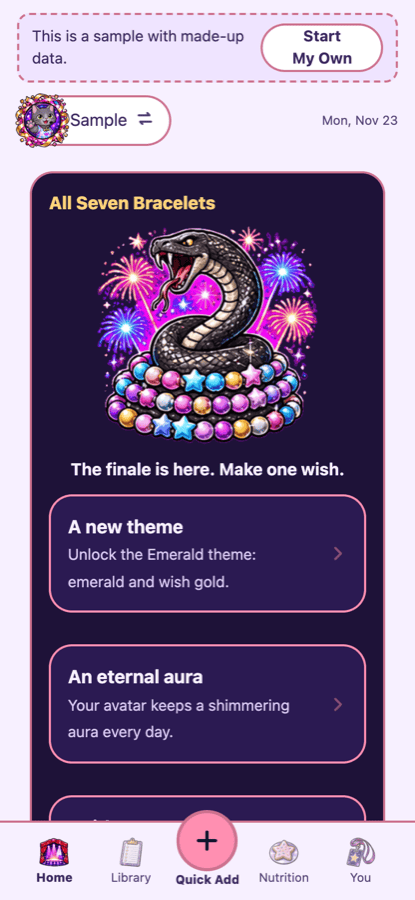 This is a sample with made-up
data.
Start
My Own
Sample
Mon, Nov 23
All Seven Bracelets
The finale is here. Make one wish.
A new theme
Unlock the Emerald theme:
emerald and wish gold.
An eternal aura
Your avatar keeps a shimmering
aura every day.
Home
Library
Quick Add
Nutrition
You